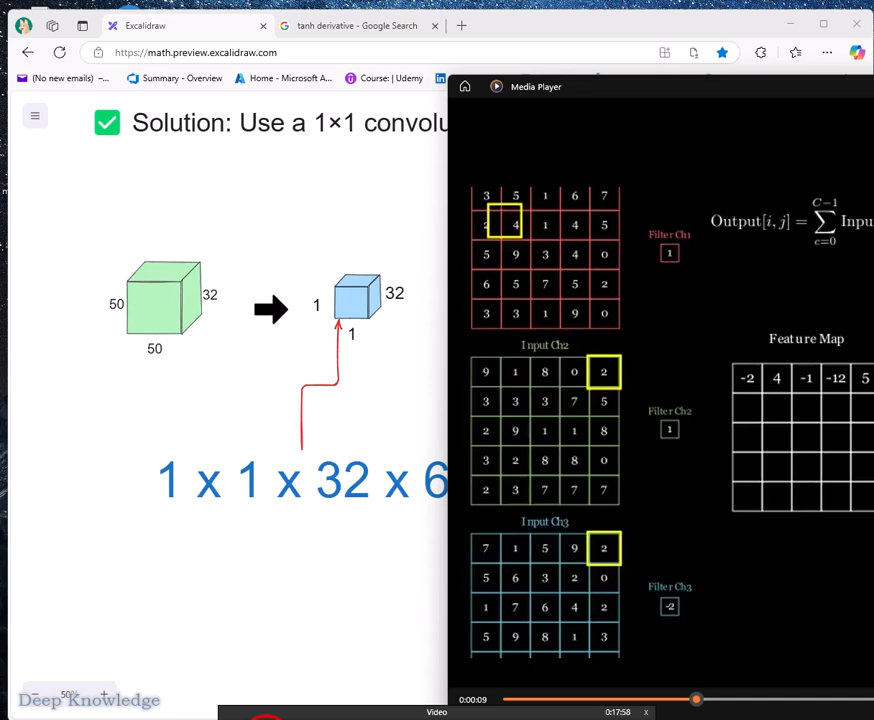 Excalidraw
tanh derivative - Google Search
https://math.preview.excalidraw.com
(No new emails) –...
Summary - Overview
Home - Microsoft A...
Course: | Udemy
Media Player
Solution: Use a 1×1 convolu
50
32
50
1
32
1
1 x 1 x 32 x 6
3 5 1 6 7
2 4 1 4 5
5 9 3 4 0
6 5 7 5 2
3 3 1 9 0
Filter Ch1
1
Output[i, j] = C−1 ∑ c=0 Inpu
Input Ch2
9 1 8 0 2
3 3 3 7 5
2 9 1 1 8
3 2 8 8 0
2 3 7 7 7
Filter Ch2
1
Feature Map
-2 4 -1 -12 5
Input Ch3
7 1 5 9 2
5 6 3 2 0
1 7 6 4 2
5 9 8 1 3
Filter Ch3
-2
50%
Deep Knowledge
0:00:09
Video
0:17:58